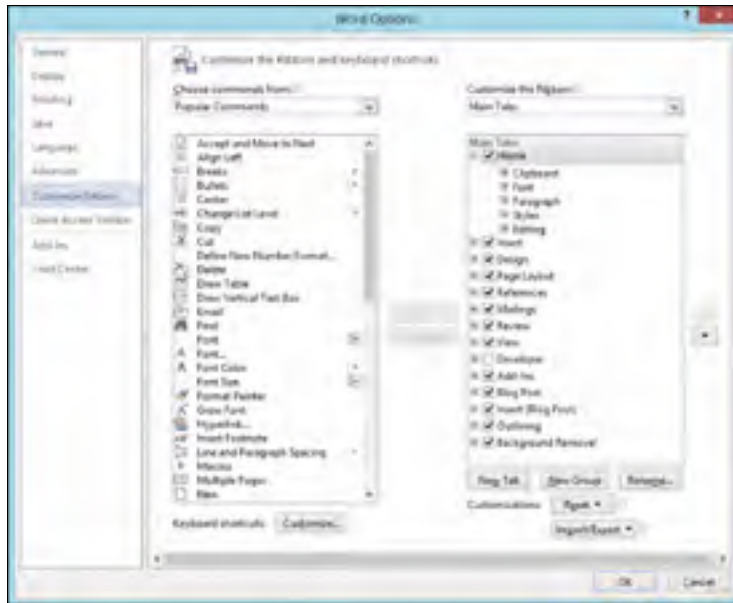 Word Options
?
General
Display
Proofing
Save
Language
Advanced
Customize Ribbon
Quick Access Toolbar
Add-Ins
Trust Center
Customize the Ribbon and keyboard shortcuts.
Choose commands from:
Popular Commands
Accept and Move to Next
Align Left
Breaks
Bullets
Center
Change List Level
Copy
Cut
Define New Number Format...
Delete
Draw Table
Draw Vertical Text Box
Email
Find
Font
Font...
Font Color
Font Size
Format Painter
Grow Font
Hyperlink...
Insert Footnote
Line and Paragraph Spacing
Macros
Multiple Pages
New
Keyboard shortcuts: Customize...
Customize the Ribbon:
Main Tabs
Main Tabs
Home
Clipboard
Font
Paragraph
Styles
Editing
Insert
Design
Page Layout
References
Mailings
Review
View
Developer
Add-Ins
Blog Post
Insert (Blog Post)
Outlining
Background Removal
New Tab
New Group
Rename...
Customizations: Reset
Import/Export
OK
Cancel